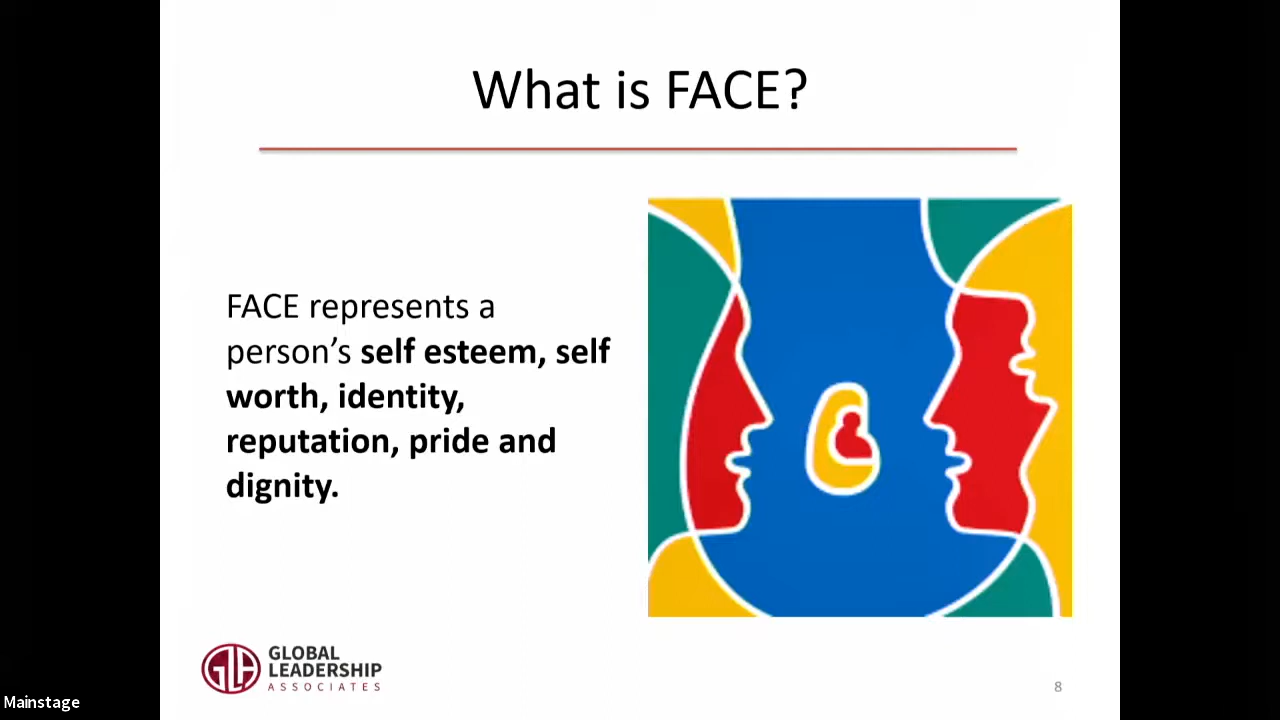 What is FACE?
FACE represents a
person’s self esteem, self
worth, identity,
reputation, pride and
dignity.
GLA
GLOBAL
LEADERSHIP
ASSOCIATES
8
Mainstage